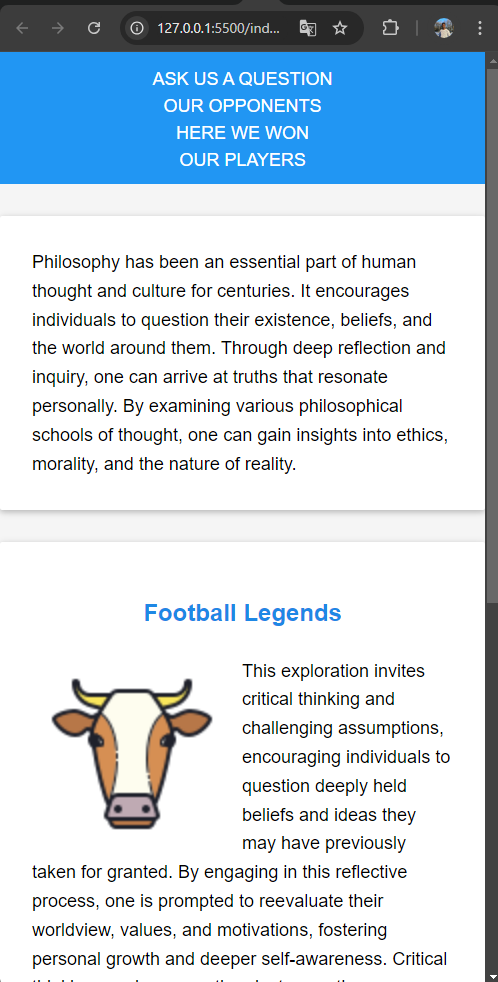 127.0.0.1:5500/ind...
ASK US A QUESTION
OUR OPPONENTS
HERE WE WON
OUR PLAYERS
Philosophy has been an essential part of human
thought and culture for centuries. It encourages
individuals to question their existence, beliefs, and
the world around them. Through deep reflection and
inquiry, one can arrive at truths that resonate
personally. By examining various philosophical
schools of thought, one can gain insights into ethics,
morality, and the nature of reality.
Football Legends
This exploration invites
critical thinking and
challenging assumptions,
encouraging individuals to
question deeply held
beliefs and ideas they
may have previously
taken for granted. By engaging in this reflective
process, one is prompted to reevaluate their
worldview, values, and motivations, fostering
personal growth and deeper self-awareness. Critical